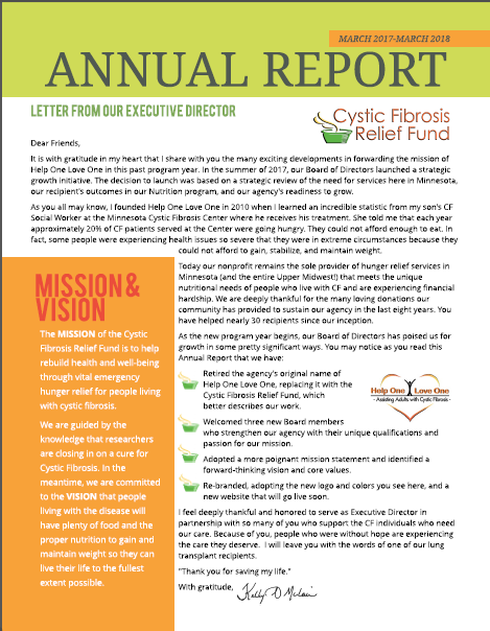 MARCH 2017-MARCH 2018
ANNUAL REPORT
LETTER FROM OUR EXECUTIVE DIRECTOR
Cystic Fibrosis
Relief Fund
Dear Friends,
It is with gratitude in my heart that I share with you the many exciting developments in forwarding the mission of
Help One Love One in this past program year. In the summer of 2017, our Board of Directors launched a strategic
growth initiative. The decision to launch was based on a strategic review of the need for services here in Minnesota,
our recipient's outcomes in our Nutrition program, and our agency's readiness to grow.
As you all may know, I founded Help One Love One in 2010 when I learned an incredible statistic from my son's CF
Social Worker at the Minnesota Cystic Fibrosis Center where he receives his treatment. She told me that each year
approximately 20% of CF patients served at the Center were going hungry. They could not afford enough to eat. In
fact, some people were experiencing health issues so severe that they were in extreme circumstances because they
could not afford to gain, stabilize, and maintain weight.
Today our nonprofit remains the sole provider of hunger relief services in
Minnesota (and the entire Upper Midwest!) that meets the unique
nutritional needs of people who live with CF and are experiencing financial
hardship. We are deeply thankful for the many loving donations our
community has provided to sustain our agency in the last eight years. You
have helped nearly 30 recipients since our inception.
As the new program year begins, our Board of Directors has poised us for
growth in some pretty significant ways. You may notice as you read this
Annual Report that we have:
Retired the agency's original name of
Help One Love One, replacing it with the
Cystic Fibrosis Relief Fund, which
better describes our work.
Help One Love One
- Assisting Adults with Cystic Fibrosis -
Welcomed three new Board members
who strengthen our agency with their unique qualifications and
passion for our mission.
Adopted a more poignant mission statement and identified a
forward-thinking vision and core values.
Re-branded, adopting the new logo and colors you see here, and a
new website that will go live soon.
I feel deeply thankful and honored to serve as Executive Director in
partnership with so many of you who support the CF individuals who need
our care. Because of you, people who were without hope are experiencing
the care they deserve. I will leave you with the words of one of our lung
transplant recipients.
"Thank you for saving my life."
With gratitude,
MISSION &
VISION
The MISSION of the Cystic
Fibrosis Relief Fund is to help
rebuild health and well-being
through vital emergency
hunger relief for people living
with cystic fibrosis.
We are guided by the
knowledge that researchers
are closing in on a cure for
Cystic Fibrosis. In the
meantime, we are committed
to the VISION that people
living with the disease will
have plenty of food and the
proper nutrition to gain and
maintain weight so they can
live their life to the fullest
extent possible.